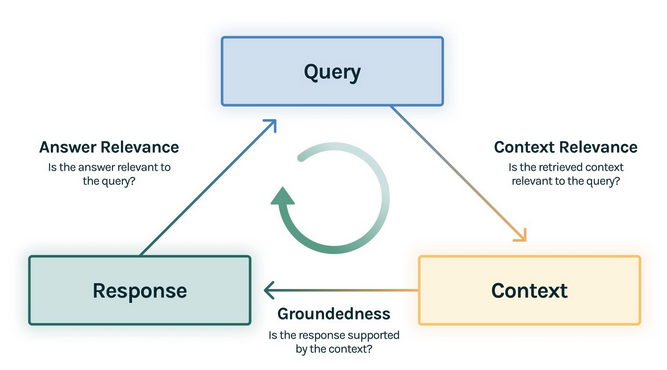 Query
Answer Relevance
Is the answer relevant to
the query?
Context Relevance
Is the retrieved context
relevant to the query?
Response
Context
Groundedness
Is the response supported
by the context?